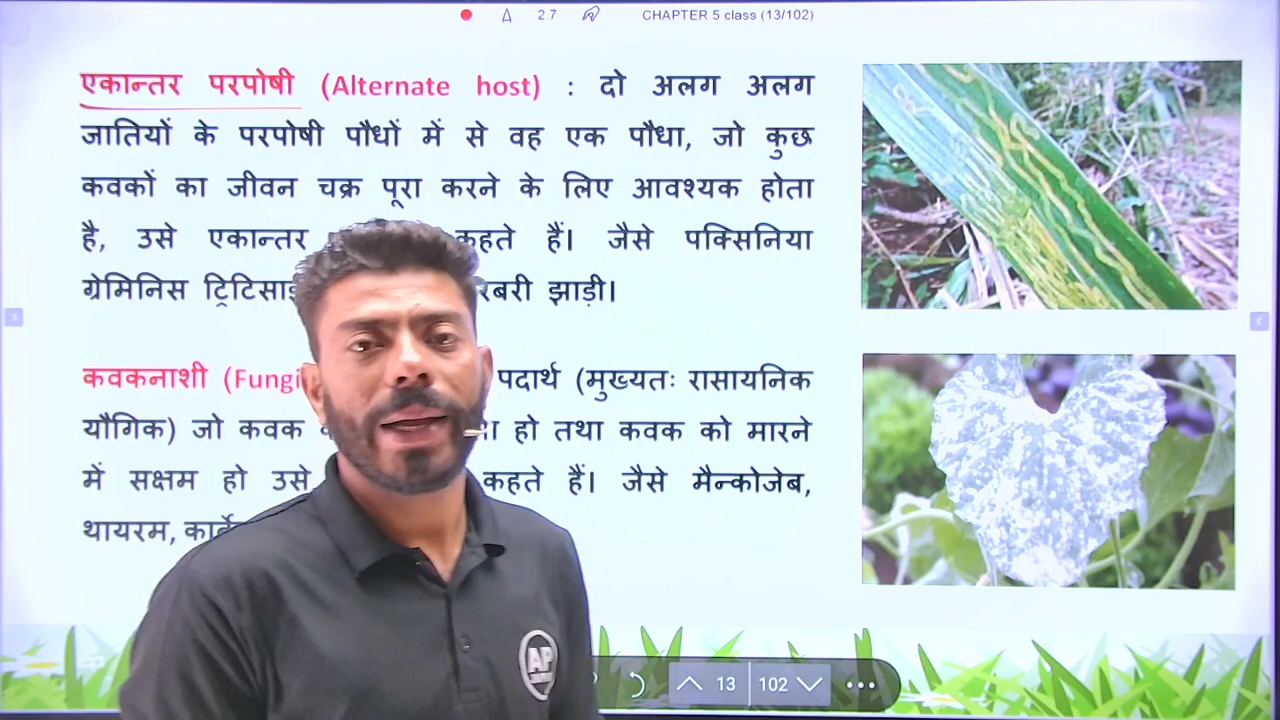 2.7 CHAPTER 5 class (13/102)
एकान्तर परपोषी (Alternate host) : दो अलग अलग
जातियों के परपोषी पौधों में से वह एक पौधा, जो कुछ
कवकों का जीवन चक्र पूरा करने के लिए आवश्यक होता
है, उसे एकान्तर कहते हैं। जैसे पक्सिनिया
ग्रेमिनिस झाड़ी।
कवकनाशी पदार्थ (मुख्यतः रासायनिक
यौगिक) जो कवक हो तथा कवक को मारने
में सक्षम हो उसे कहते हैं। जैसे मैन्कोजेब,
थायरम,
AP
13 102